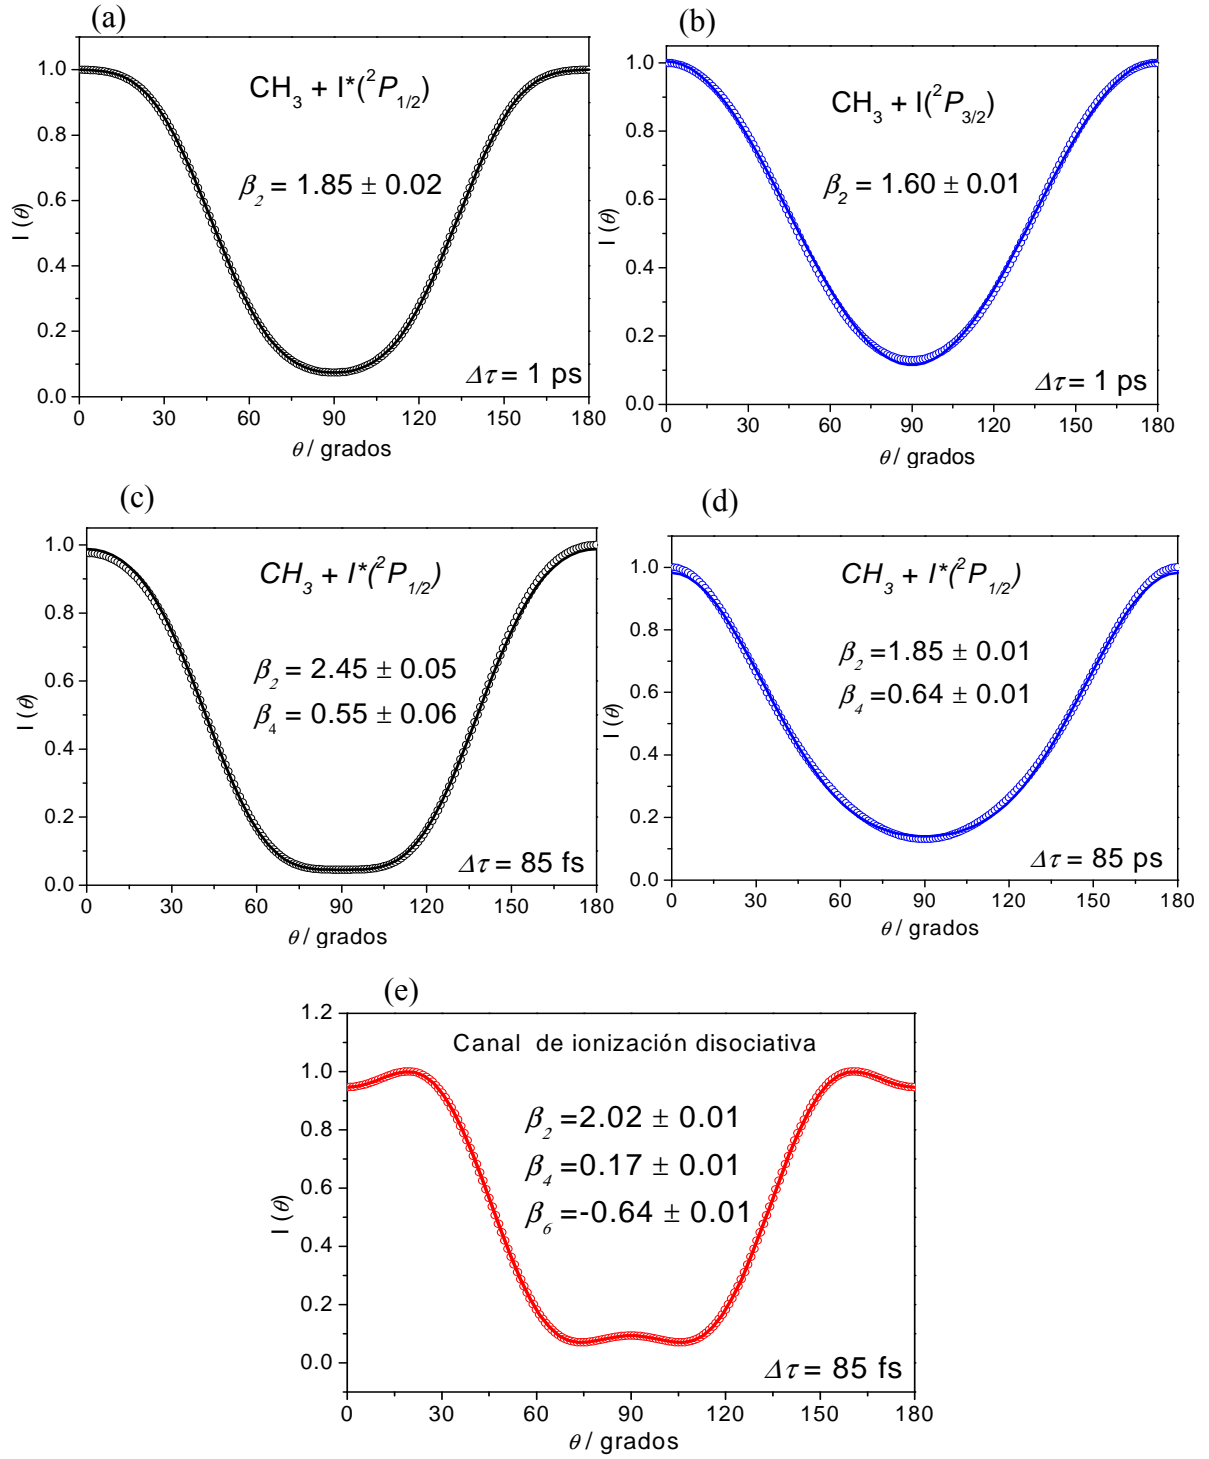 (a)
CH3 + I*(2P1/2)
β2 = 1.85 ± 0.02
Δτ = 1 ps
I (θ)
1.0
0.8
0.6
0.4
0.2
0.0
0 30 60 90 120 150 180
θ / grados
(b)
CH3 + I(2P3/2)
β2 = 1.60 ± 0.01
Δτ = 1 ps
I (θ)
1.0
0.8
0.6
0.4
0.2
0.0
0 30 60 90 120 150 180
θ / grados
(c)
CH3 + I*(2P1/2)
β2 = 2.45 ± 0.05
β4 = 0.55 ± 0.06
Δτ = 85 fs
I (θ)
1.0
0.8
0.6
0.4
0.2
0.0
0 30 60 90 120 150 180
θ / grados
(d)
CH3 + I*(2P1/2)
β2 =1.85 ± 0.01
β4 =0.64 ± 0.01
Δτ = 85 ps
I (θ)
1.0
0.8
0.6
0.4
0.2
0.0
0 30 60 90 120 150 180
θ / grados
(e)
Canal de ionización disociativa
β2 =2.02 ± 0.01
β4 =0.17 ± 0.01
β6 =-0.64 ± 0.01
Δτ = 85 fs
I (θ)
1.2
1.0
0.8
0.6
0.4
0.2
0.0
0 30 60 90 120 150 180
θ / grados